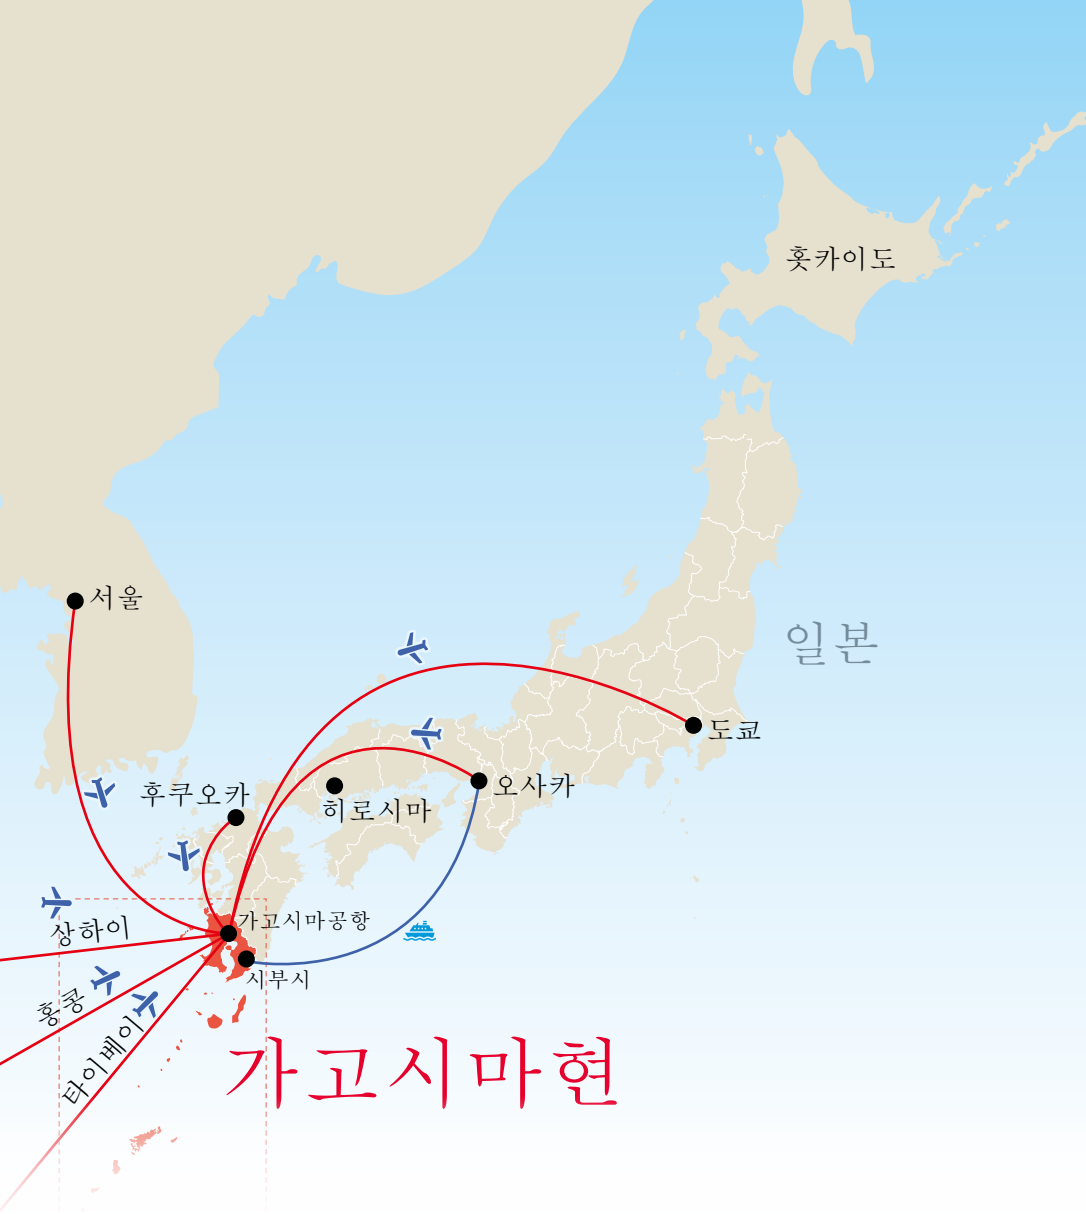 홋카이도
서울
일본
도쿄
오사카
후쿠오카
히로시마
가고시마공항
상하이
시부시
홍콩
타이베이
가고시마현